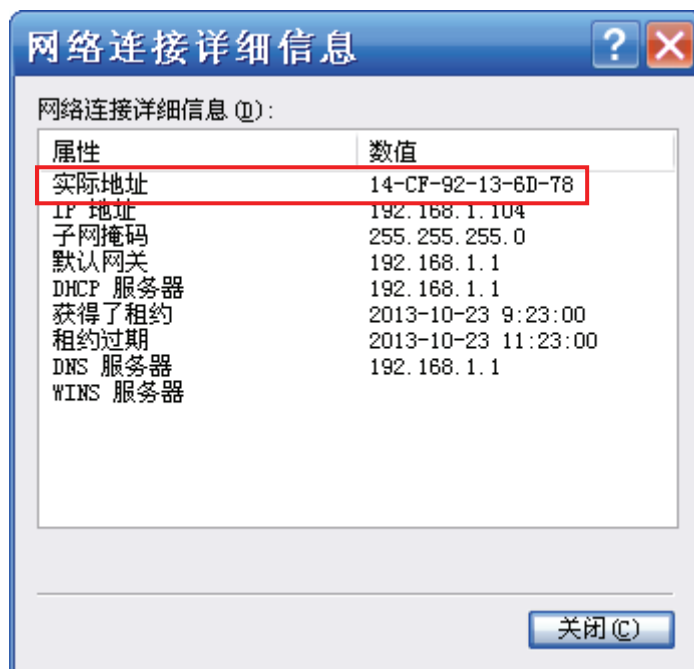 网络连接详细信息
网络连接详细信息(D):
属性 数值
实际地址 14-CF-92-13-6D-78
IP 地址 192.168.1.104
子网掩码 255.255.255.0
默认网关 192.168.1.1
DHCP 服务器 192.168.1.1
获得了租约 2013-10-23 9:23:00
租约过期 2013-10-23 11:23:00
DNS 服务器 192.168.1.1
WINS 服务器
关闭(C)